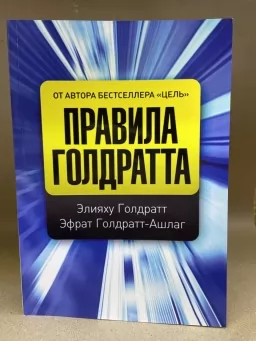 ОТ АВТОРА БЕСТСЕЛЛЕРА «ЦЕЛЬ»
ПРАВИЛА
ГОЛДРАТТА
Элияху Голдратт
Эфрат Голдратт-Ашлаг